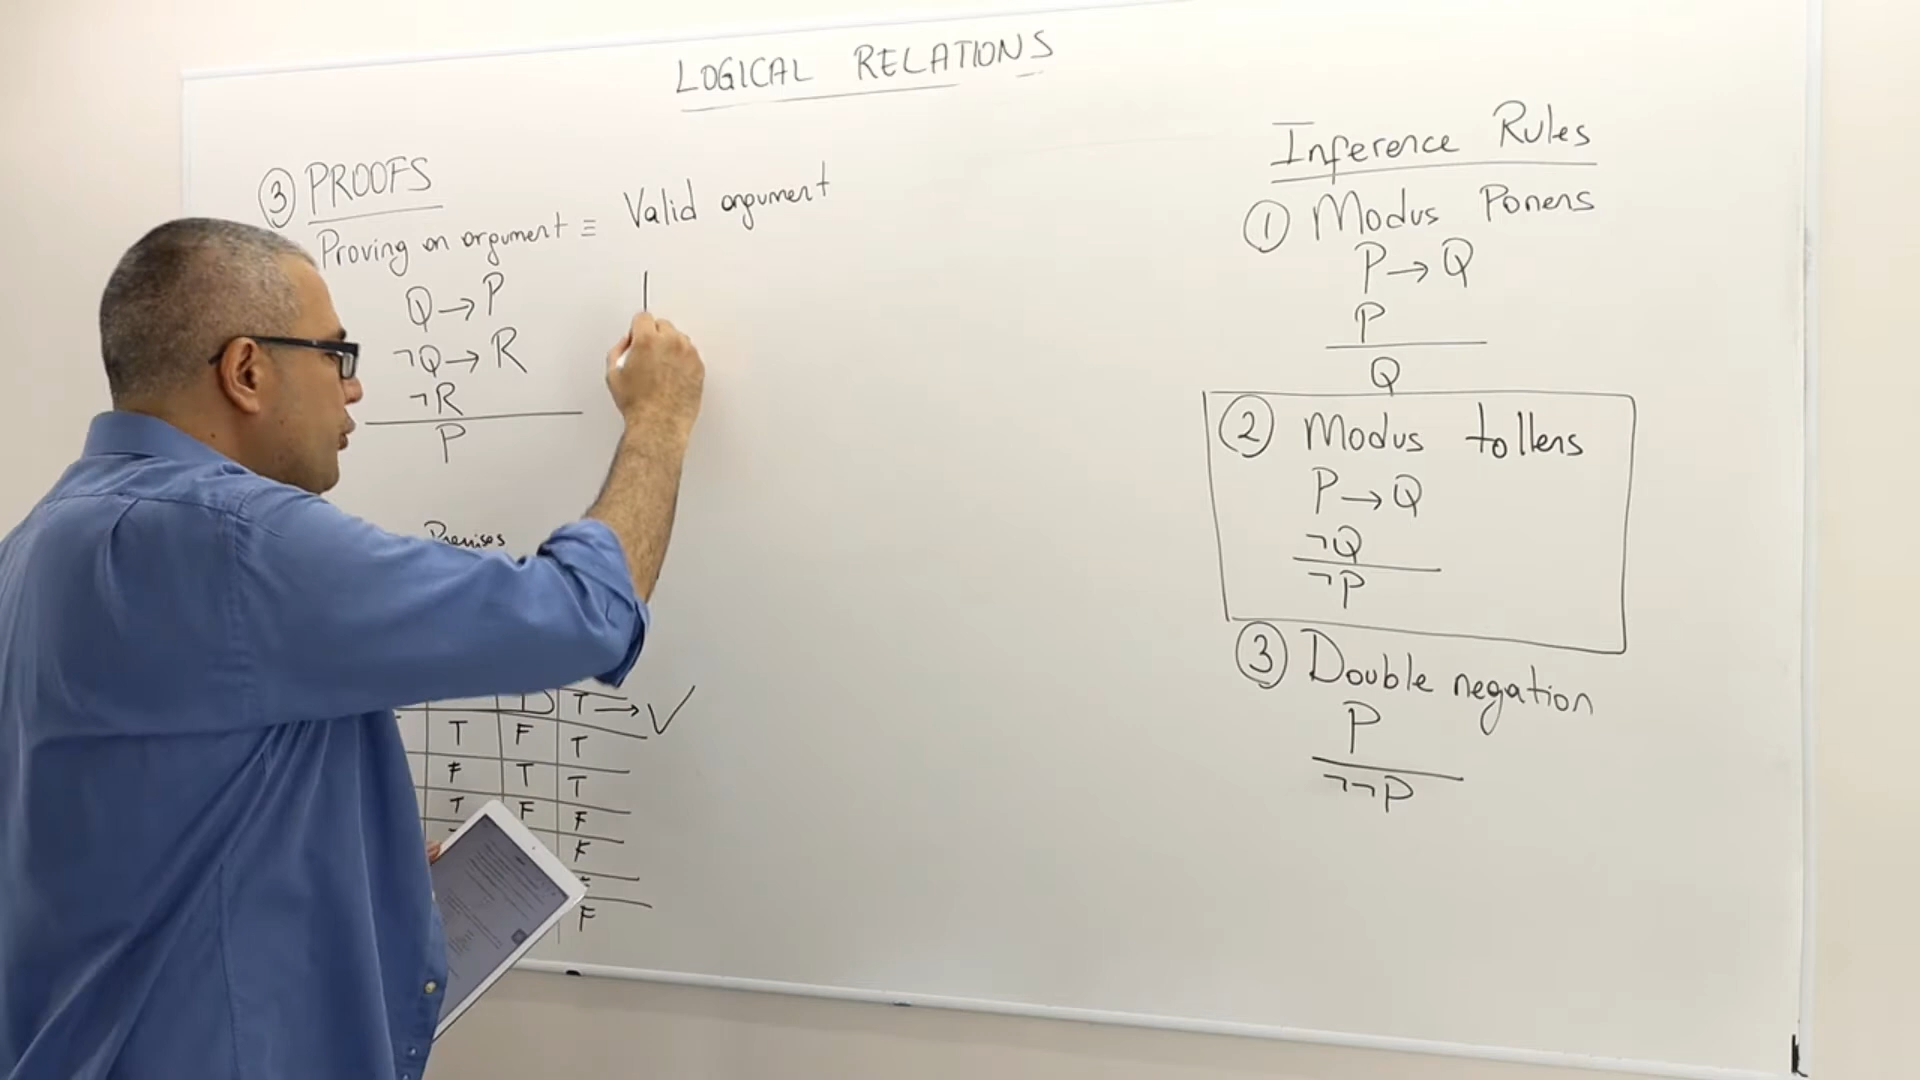 LOGICAL RELATIONS
③ PROOFS
Proving an argument ≡ Valid argument
Q → P
¬Q → R
¬R
P
Premises
T → ✓
T F T
F T T
T F F
F
F
Inference Rules
① Modus Ponens
P → Q
P
Q
② Modus tollens
P → Q
¬Q
¬P
③ Double negation
P
¬¬P